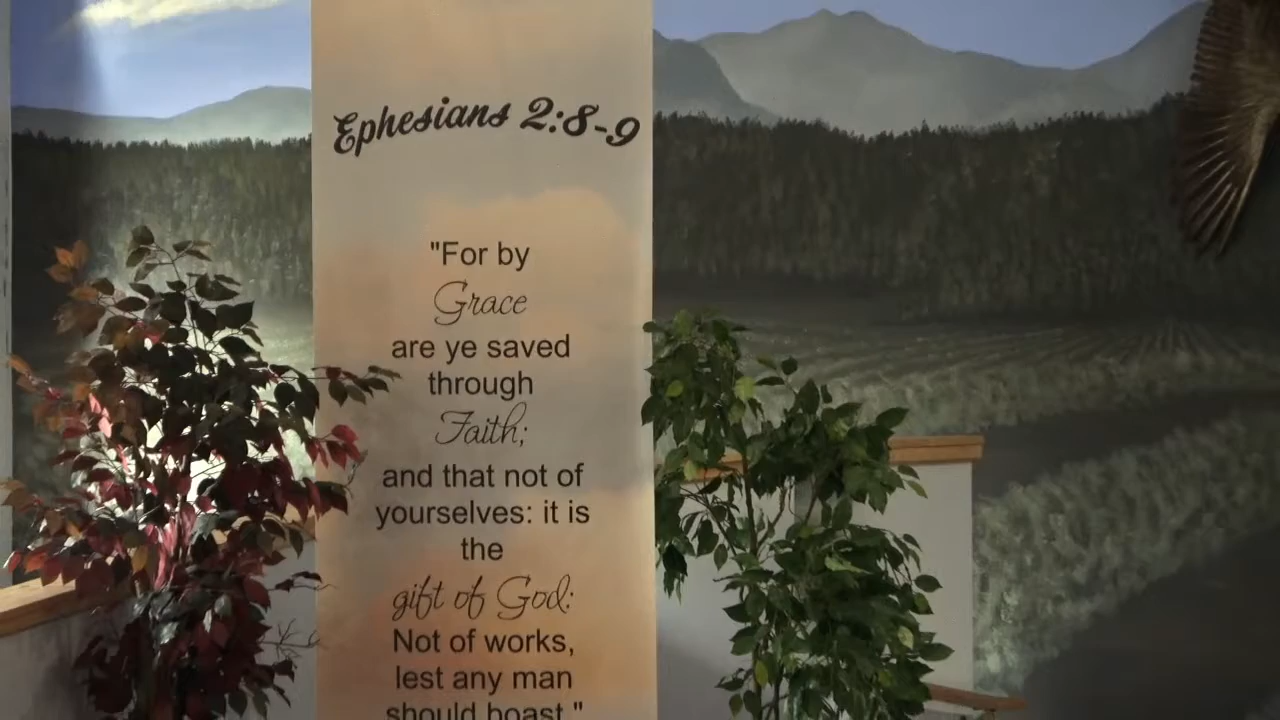 Ephesians 2:8-9
"For by
Grace
are ye saved
through
Faith;
and that not of
yourselves: it is
the
gift of God:
Not of works,
lest any man
should boast."